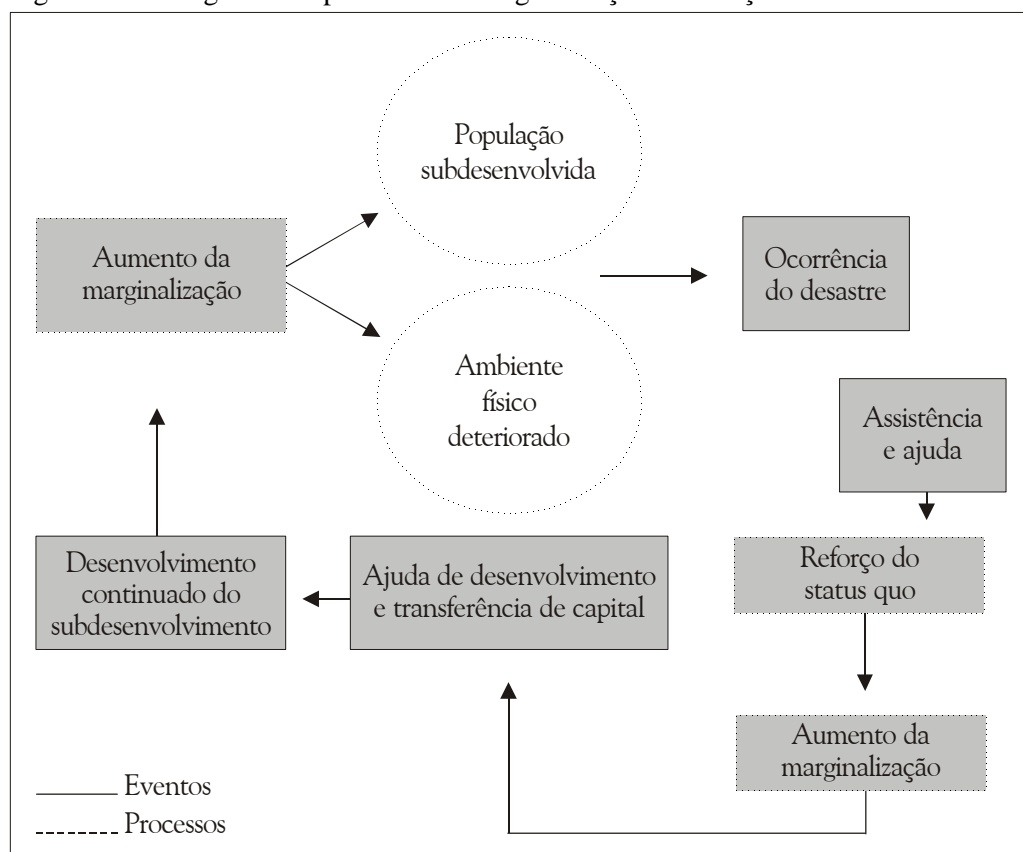 População
subdesenvolvida
Aumento da
marginalização
Ocorrência
do desastre
Ambiente
físico
deteriorado
Assistência
e ajuda
Reforço do
status quo
Desenvolvimento
continuado do
subdesenvolvimento
Ajuda de desenvolvimento
e transferência de capital
Aumento da
marginalização
Eventos
Processos